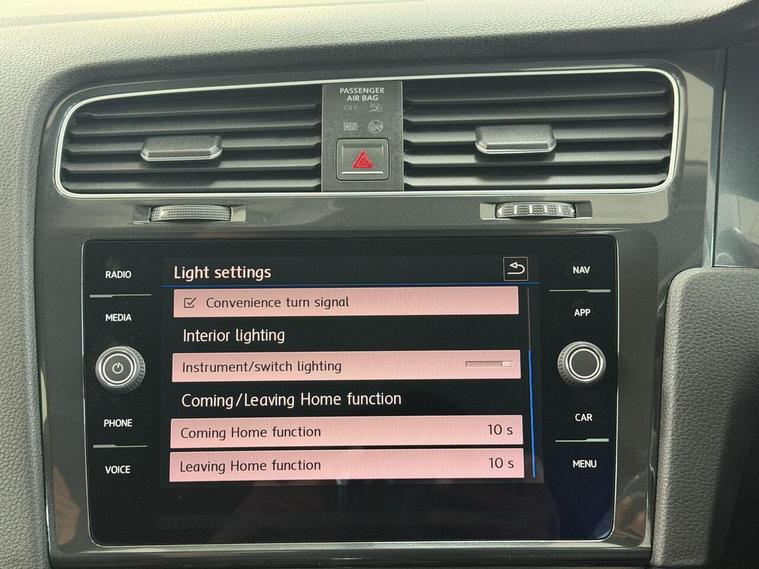 PASSENGER
AIR BAG
OFF
ON
RADIO
MEDIA
PHONE
VOICE
Light settings
Convenience turn signal
Interior lighting
Instrument/switch lighting
Coming/Leaving Home function
Coming Home function 10 s
Leaving Home function 10 s
NAV
APP
CAR
MENU